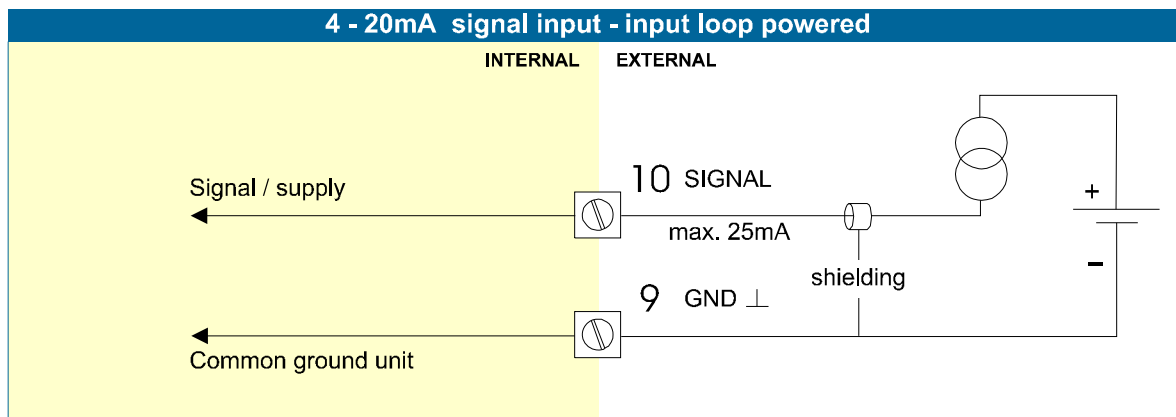 4 - 20mA signal input - input loop powered
INTERNAL EXTERNAL
10 SIGNAL
Signal / supply
max. 25mA
+
-
shielding
9 GND ⊥
Common ground unit